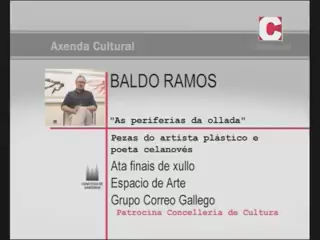 Axenda Cultural
C
BALDO RAMOS
"As periferias da ollada"
Pezas do artista plástico e
poeta celanovés
Ata finais de xullo
Espacio de Arte
Grupo Correo Gallego
Patrocina Concelleria de Cultura